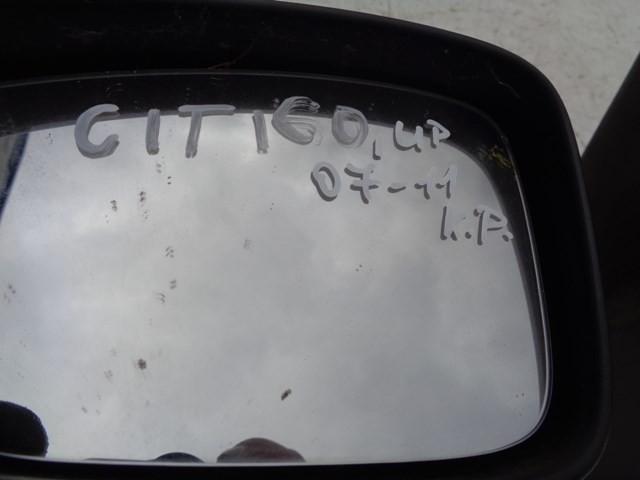 CITIGO, UP
07-11
K.P.